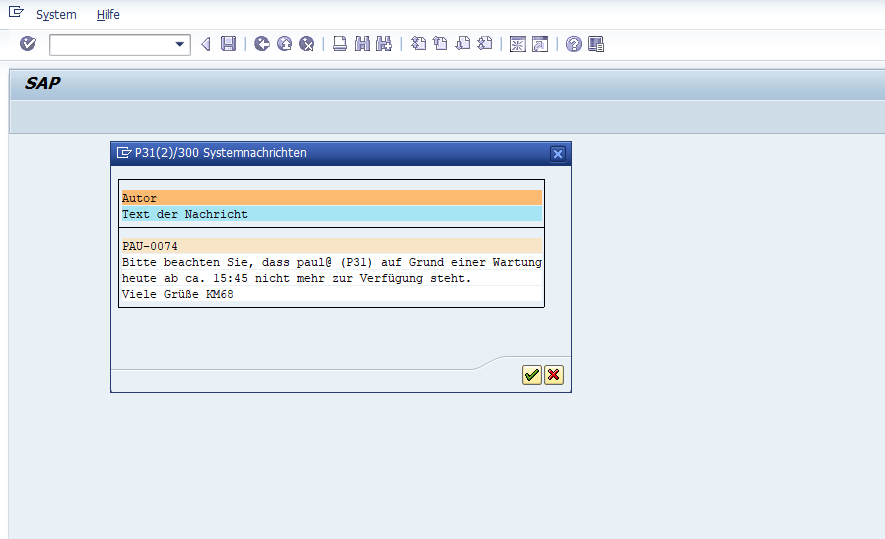 System Hilfe
SAP
P31(2)/300 Systemnachrichten
Autor
Text der Nachricht
PAU-0074
Bitte beachten Sie, dass paul@ (P31) auf Grund einer Wartung
heute ab ca. 15:45 nicht mehr zur Verfügung steht.
Viele Grüße KM68